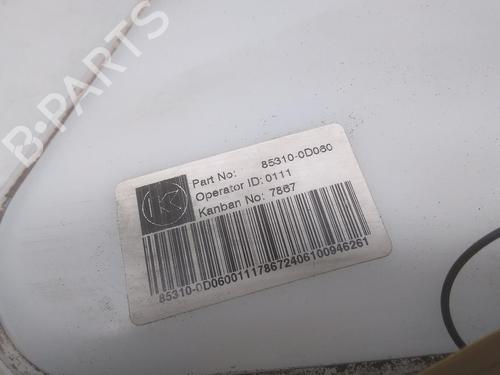 B-PARTS
K
Part No: 85310-0D060
Operator ID: 0111
Kanban No: 7867
85310-0D060011178672406100946261